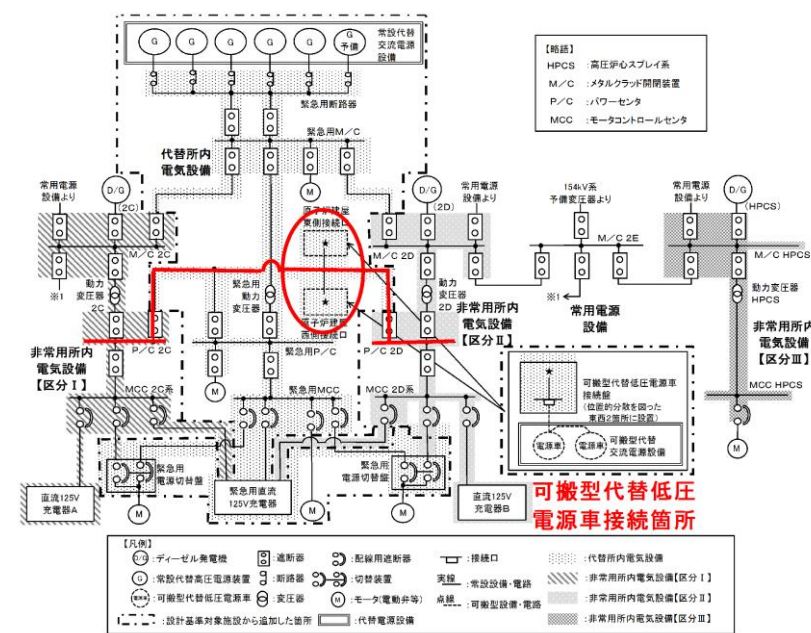 常設代替
交流電源
設備
G
G
G
G
G
G
予備
緊急用断路器
緊急用M/C
代替所内
電気設備
【略語】
HPCS :高圧炉心スプレイ系
M/C :メタルクラッド開閉装置
P/C :パワーセンタ
MCC :モータコントロールセンタ
常用電源
設備より
D/G
(2C)
M
原子炉建屋
東側接続口
D/G
(2D)
常用電源
設備より
154kV系
予備変圧器より
常用電源
設備より
D/G
(HPCS)
M/C 2C
M/C 2D
M/C 2E
M/C HPCS
※1
動力
変圧器
2C
緊急用
動力
変圧器
原子炉建屋
西側接続口
動力
変圧器
2D
非常用所内
電気設備
【区分Ⅱ】
※1
常用電源
設備
動力変圧器
HPCS
非常用所内
電気設備
【区分Ⅲ】
非常用所内
電気設備
【区分Ⅰ】
P/C 2C
緊急用P/C
P/C 2D
M
MCC 2C系
緊急用MCC
MCC 2D系
MCC HPCS
可搬型代替低圧電源車
接続盤
(位置的分散を図った
東西2箇所に設置)
電源車
電源車
可搬型代替
交流電源設備
緊急用
電源切替盤
緊急用
電源切替盤
直流125V
充電器A
M
緊急用直流
125V充電器
M
M
直流125V
充電器B
M
可搬型代替低圧
電源車接続箇所
【凡例】
D/G :ディーゼル発電機
:遮断器
:配線用遮断器
:接続口
:代替所内電気設備
G :常設代替高圧電源装置
:断路器
:切替装置
実線 :常設設備・電路
:非常用所内電気設備【区分Ⅰ】
電源車 :可搬型代替低圧電源車
:変圧器
M :モータ(電動弁等)
点線 :可搬型設備・電路
:非常用所内電気設備【区分Ⅱ】
:設計基準対象施設から追加した箇所
:代替電源設備
:非常用所内電気設備【区分Ⅲ】